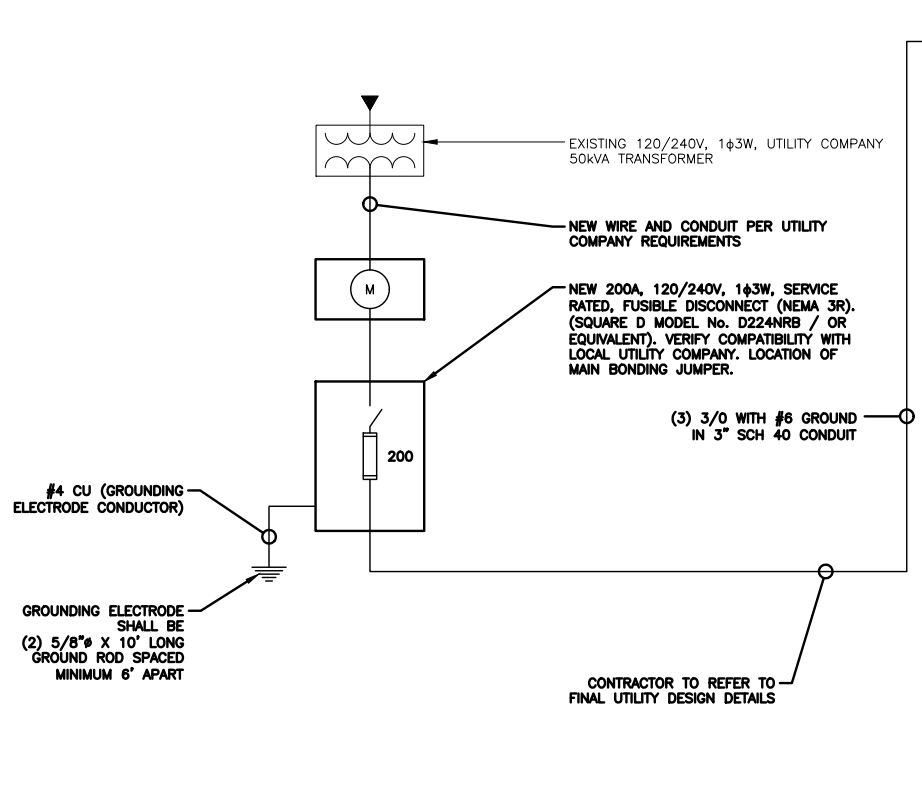 EXISTING 120/240V, 1ϕ3W, UTILITY COMPANY
50kVA TRANSFORMER
NEW WIRE AND CONDUIT PER UTILITY
COMPANY REQUIREMENTS
M
NEW 200A, 120/240V, 1ϕ3W, SERVICE
RATED, FUSIBLE DISCONNECT (NEMA 3R).
(SQUARE D MODEL No. D224NRB / OR
EQUIVALENT). VERIFY COMPATIBILITY WITH
LOCAL UTILITY COMPANY. LOCATION OF
MAIN BONDING JUMPER.
(3) 3/0 WITH #6 GROUND
IN 3" SCH 40 CONDUIT
200
#4 CU (GROUNDING
ELECTRODE CONDUCTOR)
GROUNDING ELECTRODE
SHALL BE
(2) 5/8"ø X 10' LONG
GROUND ROD SPACED
MINIMUM 6' APART
CONTRACTOR TO REFER TO
FINAL UTILITY DESIGN DETAILS